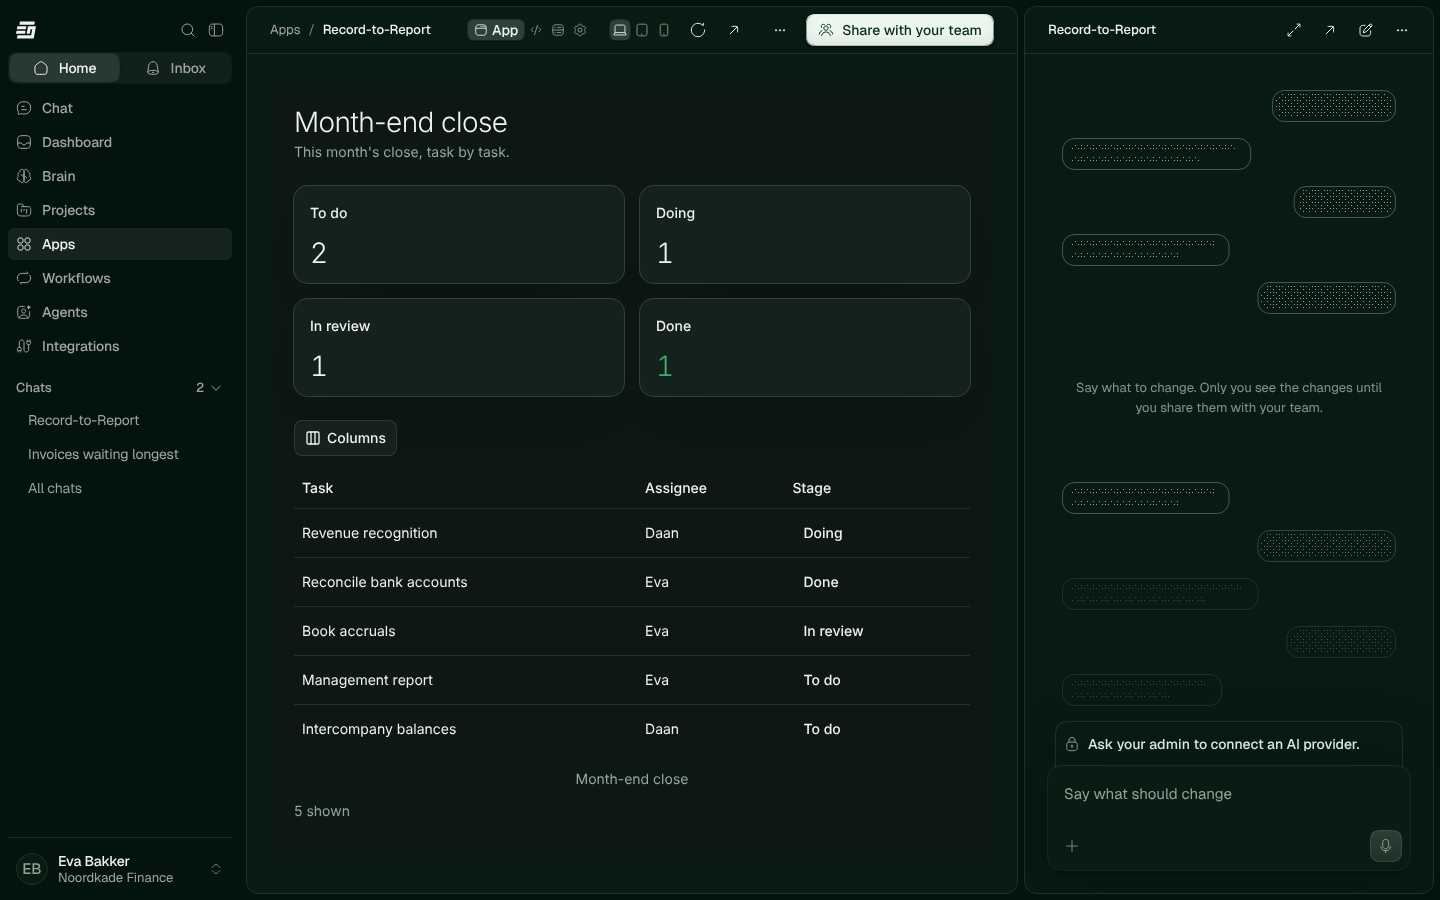 Home
Inbox
Chat
Dashboard
Brain
Projects
Apps
Workflows
Agents
Integrations
Chats 2
Record-to-Report
Invoices waiting longest
All chats
EB
Eva Bakker
Noordkade Finance
Apps / Record-to-Report
App
Share with your team
Month-end close
This month's close, task by task.
To do
2
Doing
1
In review
1
Done
1
Columns
Task Assignee Stage
Revenue recognition Daan Doing
Reconcile bank accounts Eva Done
Book accruals Eva In review
Management report Eva To do
Intercompany balances Daan To do
Month-end close
5 shown
Record-to-Report
Say what to change. Only you see the changes until
you share them with your team.
Ask your admin to connect an AI provider.
Say what should change